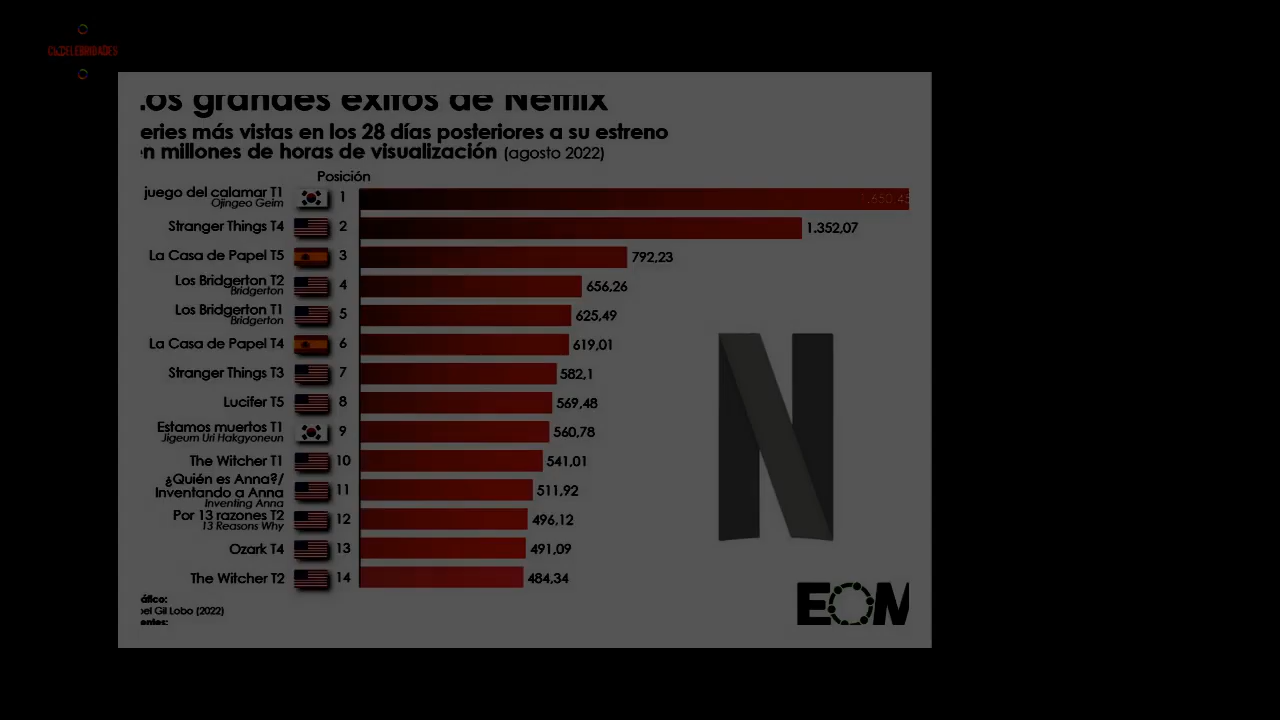 os grandes éxitos de Netflix
eries más vistas en los 28 días posteriores a su estreno
n millones de horas de visualización (agosto 2022)
Posición
juego del calamar T1 1 1.650,45
Ojingeo Geim
Stranger Things T4 2 1.352,07
La Casa de Papel T5 3 792,23
Los Bridgerton T2 4 656,26
Bridgerton
Los Bridgerton T1 5 625,49
Bridgerton
La Casa de Papel T4 6 619,01
Stranger Things T3 7 582,1
Lucifer T5 8 569,48
Estamos muertos T1 9 560,78
Jigeum Uri Hakgyoneun
The Witcher T1 10 541,01
¿Quién es Anna?/
Inventando a Anna 11 511,92
Inventing Anna
Por 13 razones T2 12 496,12
13 Reasons Why
Ozark T4 13 491,09
The Witcher T2 14 484,34
áfico:
bel Gil Lobo (2022)
entes:
N
EOM